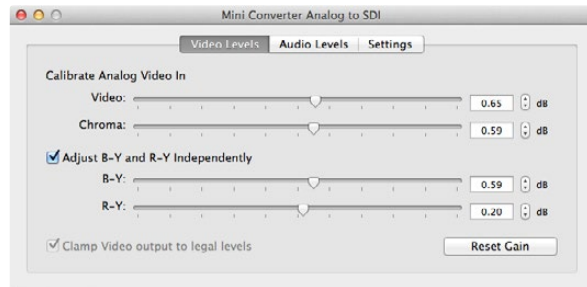 Mini Converter Analog to SDI
Video Levels Audio Levels Settings
Calibrate Analog Video In
Video: 0.65 dB
Chroma: 0.59 dB
Adjust B-Y and R-Y Independently
B-Y: 0.59 dB
R-Y: 0.20 dB
Clamp Video output to legal levels Reset Gain